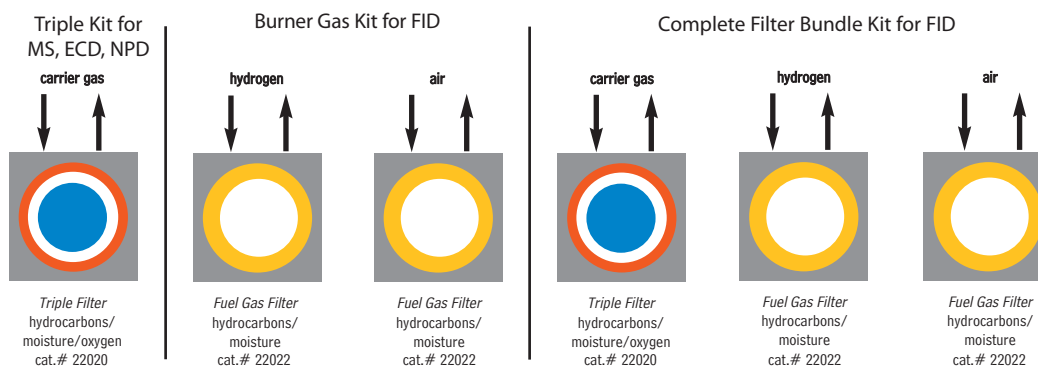 Triple Kit for
MS, ECD, NPD
carrier gas
Triple Filter
hydrocarbons/
moisture/oxygen
cat.# 22020
Burner Gas Kit for FID
hydrogen
Fuel Gas Filter
hydrocarbons/
moisture
cat.# 22022
air
Fuel Gas Filter
hydrocarbons/
moisture
cat.# 22022
Complete Filter Bundle Kit for FID
carrier gas
Triple Filter
hydrocarbons/
moisture/oxygen
cat.# 22020
hydrogen
Fuel Gas Filter
hydrocarbons/
moisture
cat.# 22022
air
Fuel Gas Filter
hydrocarbons/
moisture
cat.# 22022